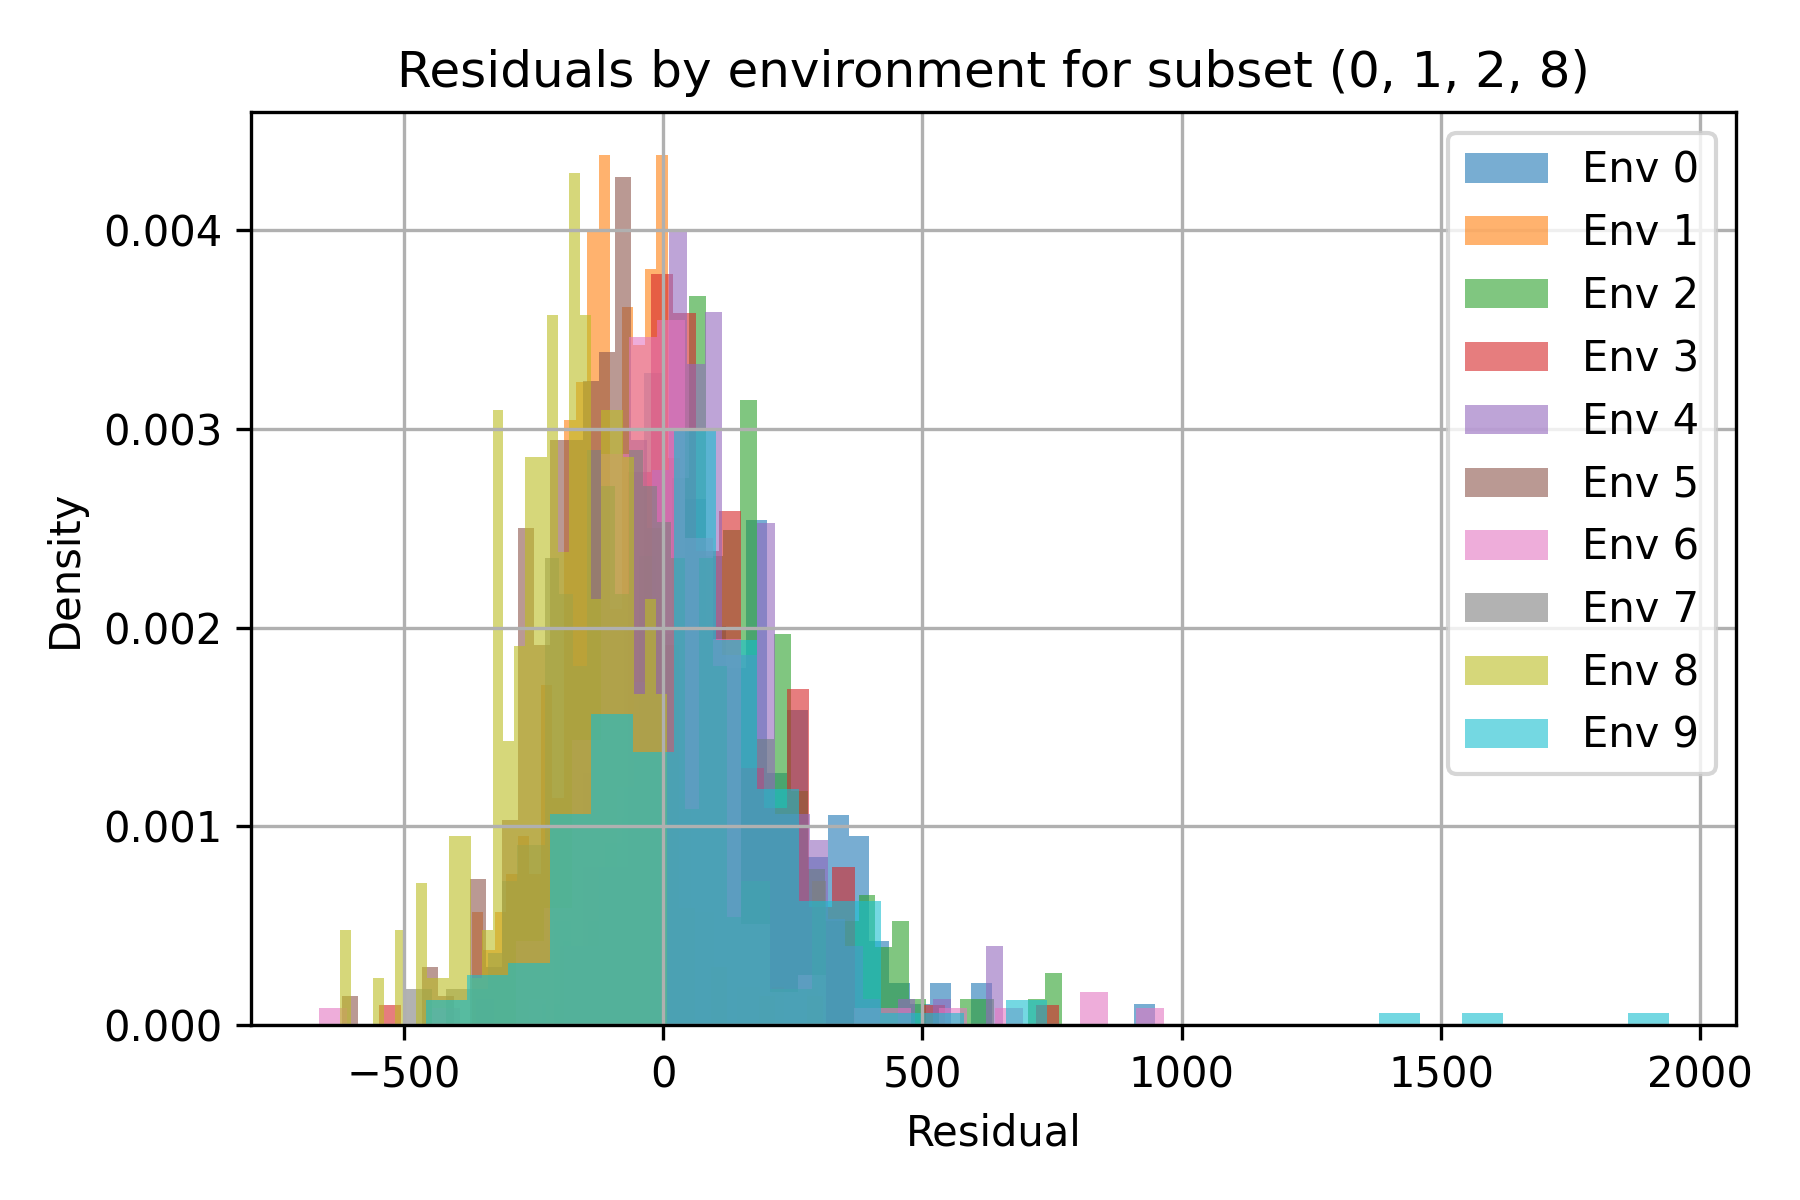 Residuals by environment for subset (0, 1, 2, 8)
Density
0.004
0.003
0.002
0.001
0.000
−500
0
500
1000
1500
2000
Residual
Env 0
Env 1
Env 2
Env 3
Env 4
Env 5
Env 6
Env 7
Env 8
Env 9